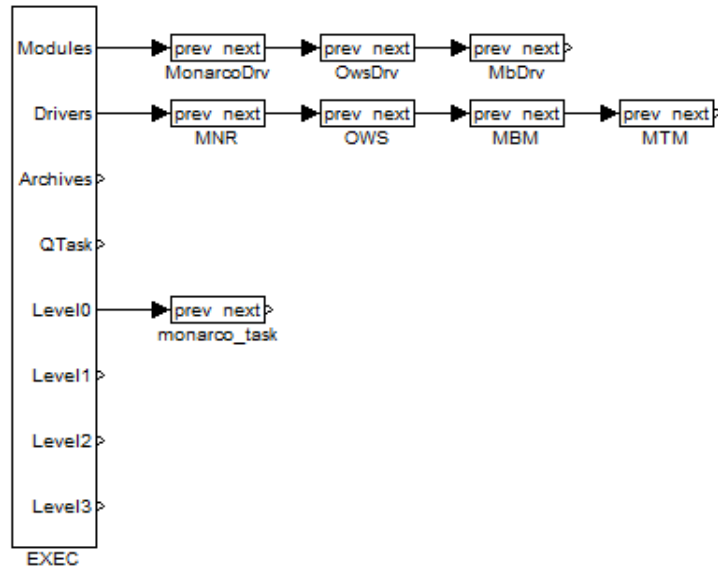 Modules prev next prev next prev next
MonarcoDrv OwsDrv MbDrv
Drivers prev next prev next prev next prev next
MNR OWS MBM MTM
Archives
QTask
Level0 prev next
monarco_task
Level1
Level2
Level3
EXEC